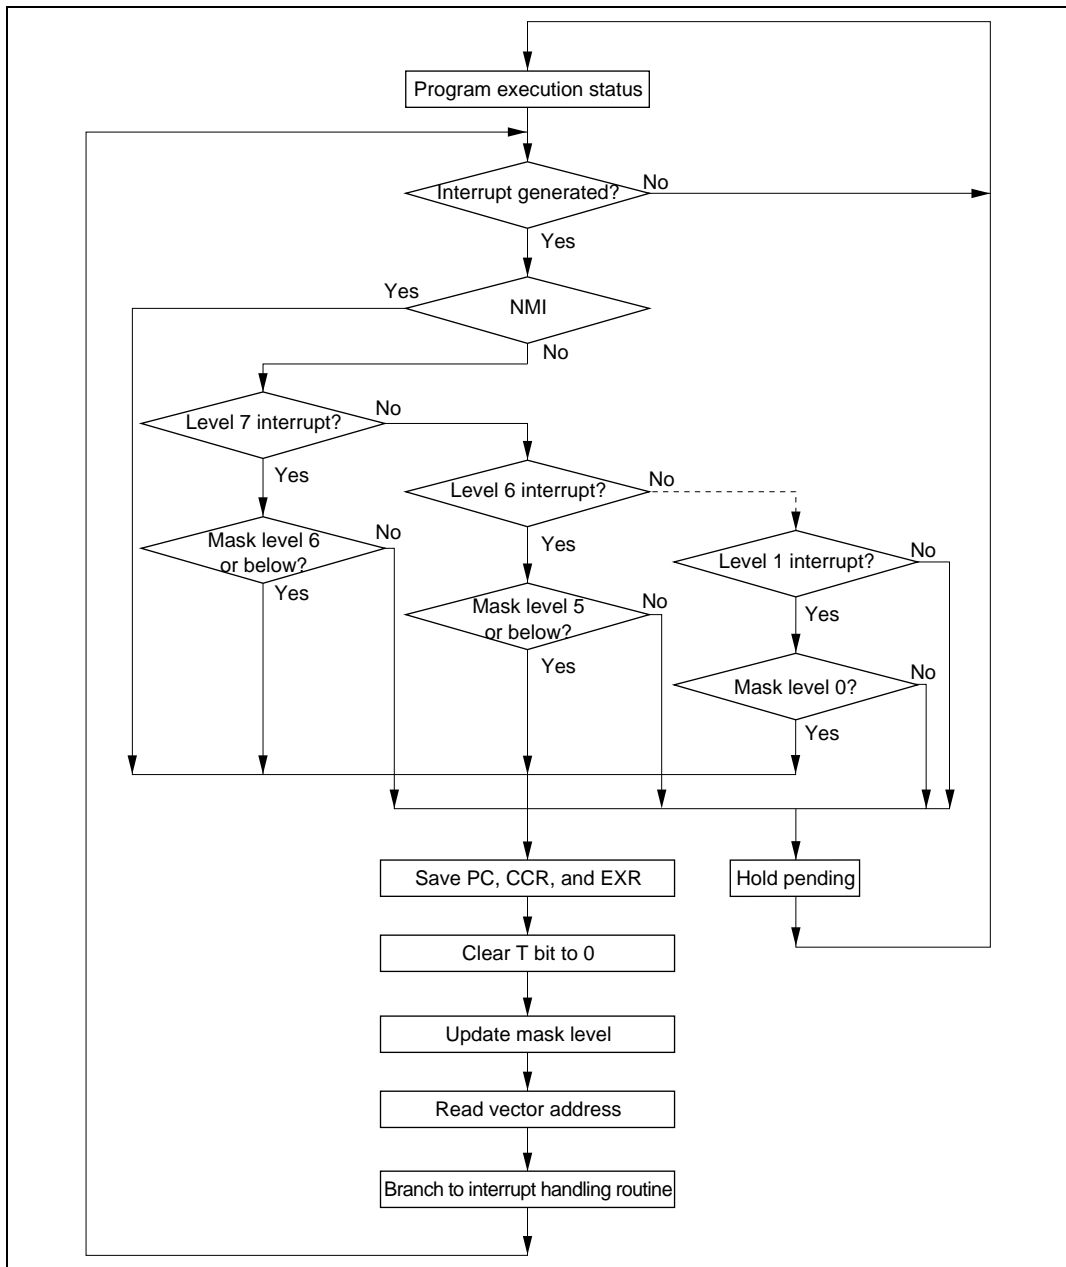 Program execution status
Interrupt generated?
No
Yes
Yes
NMI
No
Level 7 interrupt?
No
Yes
Level 6 interrupt?
No
Mask level 6
or below?
No
Yes
Yes
Level 1 interrupt?
No
Mask level 5
or below?
No
Yes
Yes
Mask level 0?
No
Yes
Save PC, CCR, and EXR
Hold pending
Clear T bit to 0
Update mask level
Read vector address
Branch to interrupt handling routine